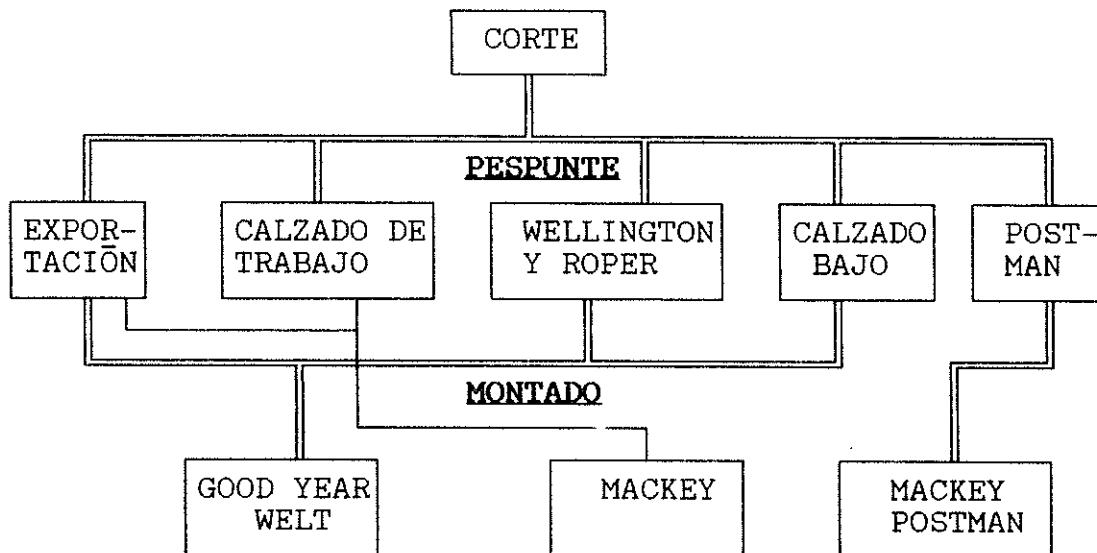 CORTE
PESPUNTE
EXPOR-
TACIÓN
CALZADO DE
TRABAJO
WELLINGTON
Y ROPER
CALZADO
BAJO
POST-
MAN
MONTADO
GOOD YEAR
WELT
MACKEY
MACKEY
POSTMAN